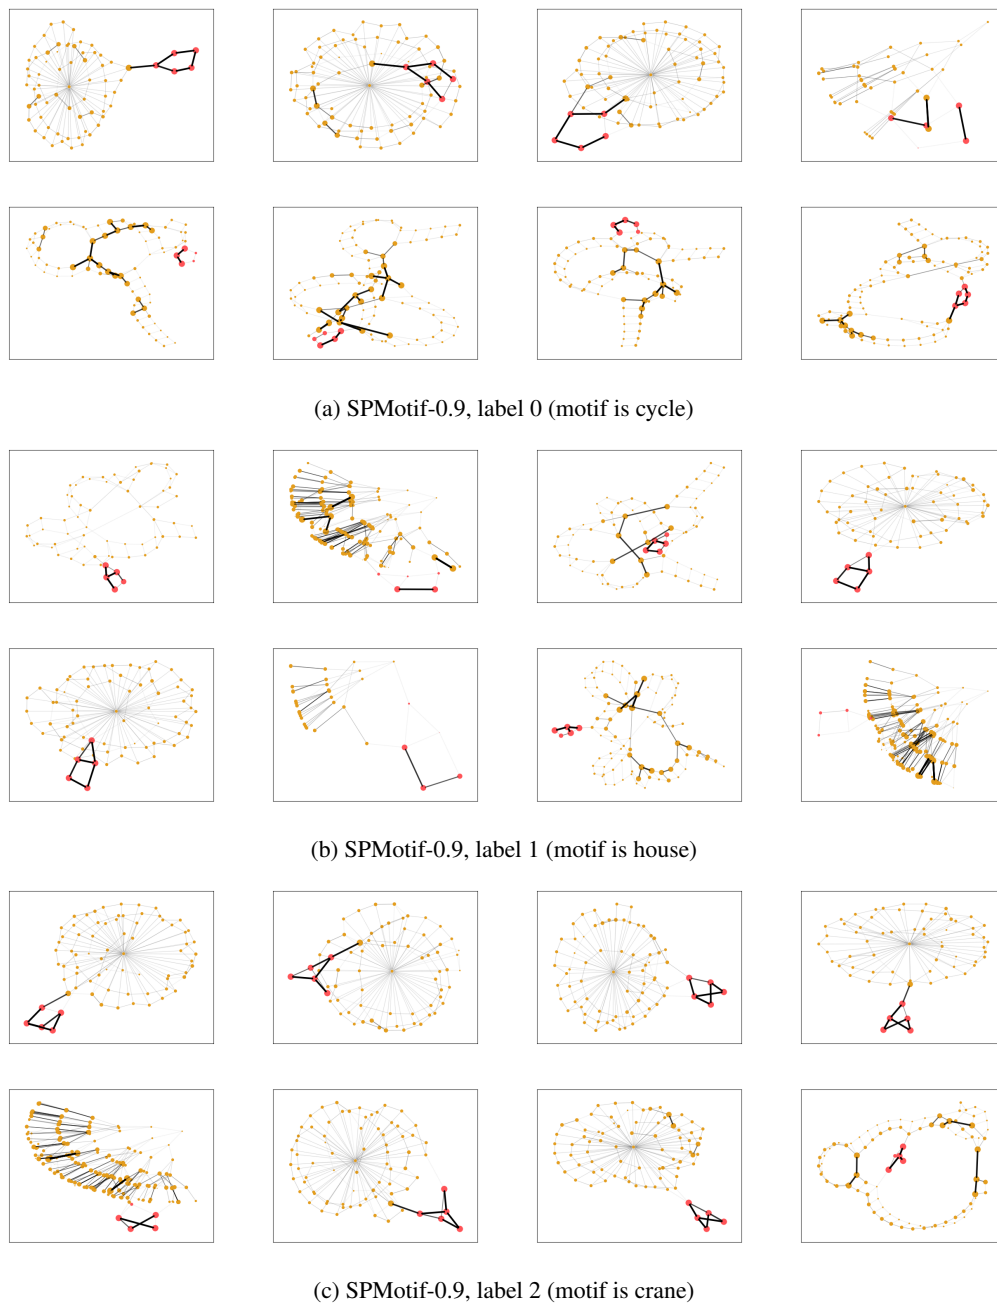 (a) SPMotif-0.9, label 0 (motif is cycle)
(b) SPMotif-0.9, label 1 (motif is house)
(c) SPMotif-0.9, label 2 (motif is crane)